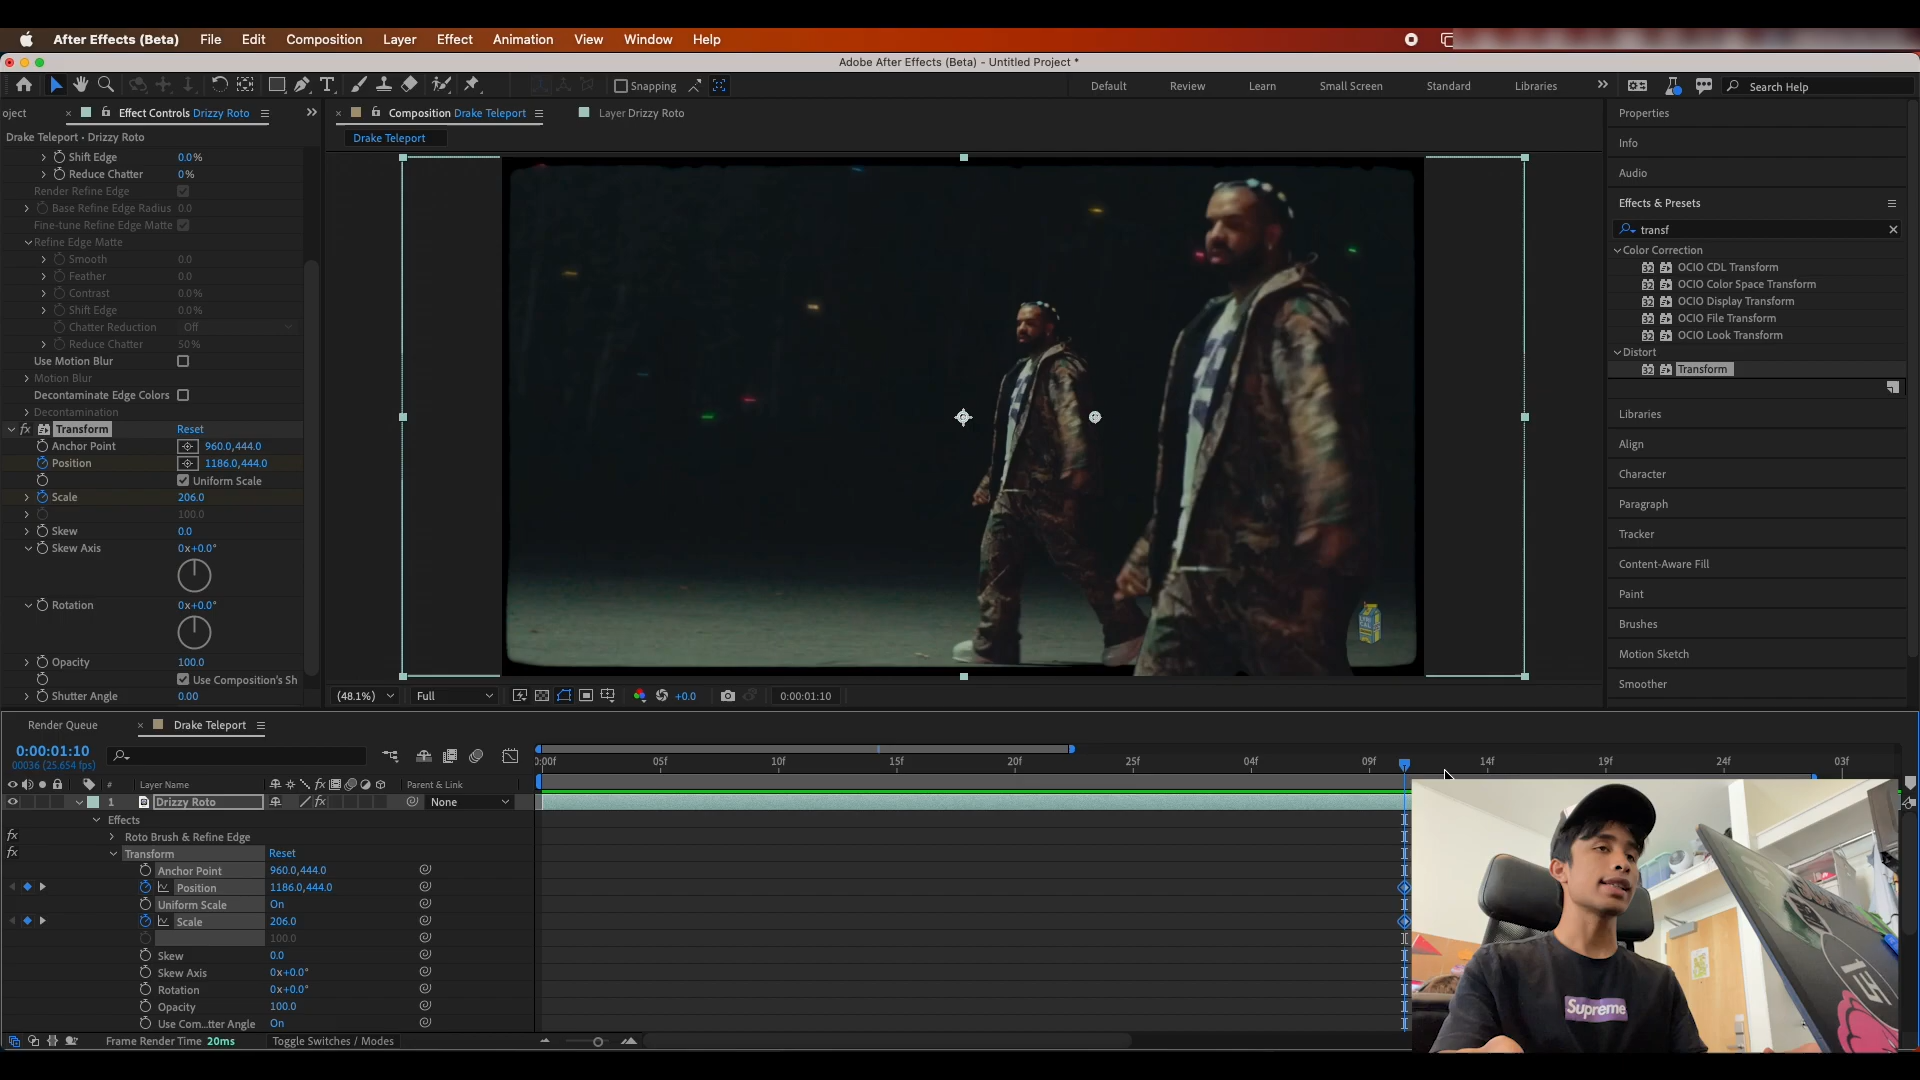 After Effects (Beta) File Edit Composition Layer Effect Animation View Window Help
Adobe After Effects (Beta) - Untitled Project *
Snapping Default Review Learn Small Screen Standard Libraries Search Help
oject Effect Controls Drizzy Roto
Drake Teleport • Drizzy Roto
Shift Edge 0.0%
Reduce Chatter 0%
Render Refine Edge
Base Refine Edge Radius 0.0
Fine-tune Refine Edge Matte
Refine Edge Matte
Smooth 0.0
Feather 0.0
Contrast 0.0%
Shift Edge 0.0%
Chatter Reduction Off
Reduce Chatter 50%
Use Motion Blur
Motion Blur
Decontaminate Edge Colors
Decontamination
fx Transform Reset
Anchor Point 960.0,444.0
Position 1186.0,444.0
Uniform Scale
Scale 206.0
100.0
Skew 0.0
Skew Axis 0x+0.0°
Rotation 0x+0.0°
Opacity 100.0
Use Composition's Sh
Shutter Angle 0.00
Composition Drake Teleport Layer Drizzy Roto
Drake Teleport
(48.1%) Full +0.0 0:00:01:10
Properties
Info
Audio
Effects & Presets
transf
Color Correction
32 OCIO CDL Transform
32 OCIO Color Space Transform
32 OCIO Display Transform
32 OCIO File Transform
32 OCIO Look Transform
Distort
32 Transform
Libraries
Align
Character
Paragraph
Tracker
Content-Aware Fill
Paint
Brushes
Motion Sketch
Smoother
Render Queue Drake Teleport
0:00:01:10
00036 (25.654 fps)
0:00f 05f 10f 15f 20f 25f 04f 09f 14f 19f 24f 03f
# Layer Name fx Parent & Link
1 Drizzy Roto fx None
Effects
fx Roto Brush & Refine Edge
fx Transform Reset
Anchor Point 960.0,444.0
Position 1186.0,444.0
Uniform Scale On
Scale 206.0
100.0
Skew 0.0
Skew Axis 0x+0.0°
Rotation 0x+0.0°
Opacity 100.0
Use Com...tter Angle On
Frame Render Time 20ms Toggle Switches / Modes
Supreme
13